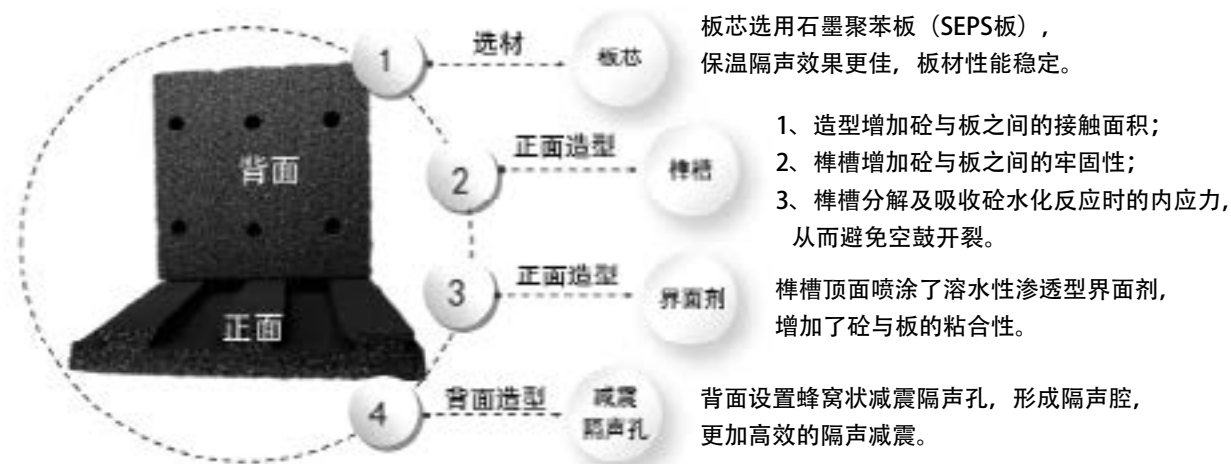 背面
正面
1
选材
板芯
板芯选用石墨聚苯板（SEPS板），
保温隔声效果更佳，板材性能稳定。
2
正面造型
榫槽
1、造型增加砼与板之间的接触面积；
2、榫槽增加砼与板之间的牢固性；
3、榫槽分解及吸收砼水化反应时的内应力，
从而避免空鼓开裂。
3
正面造型
界面剂
榫槽顶面喷涂了溶水性渗透型界面剂，
增加了砼与板的粘合性。
4
背面造型
减震
隔声孔
背面设置蜂窝状减震隔声孔，形成隔声腔，
更加高效的隔声减震。